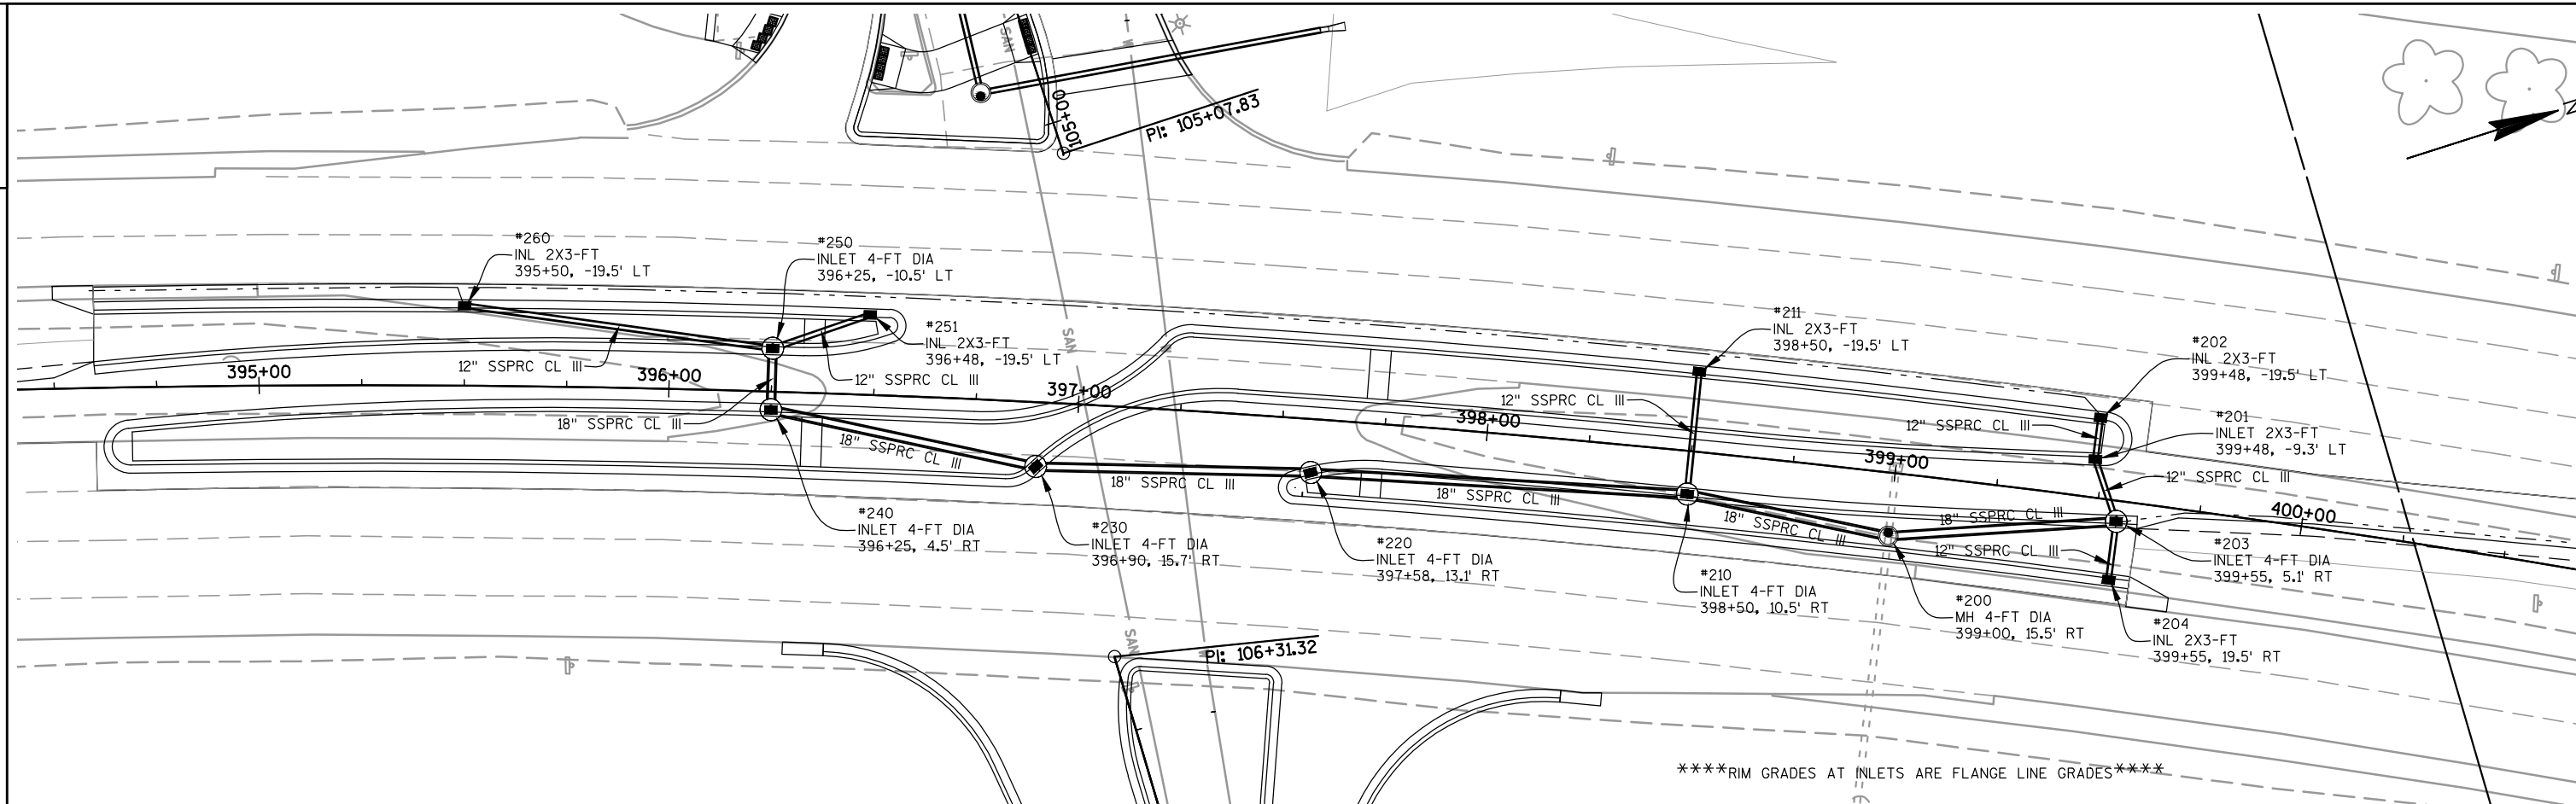 SAN
W
105+00
PI: 105+07.83
#260
INL 2X3-FT
395+50, -19.5' LT
#250
INLET 4-FT DIA
396+25, -10.5' LT
#251
INL 2X3-FT
396+48, -19.5' LT
12" SSPRC CL III
12" SSPRC CL III
395+00
396+00
397+00
18" SSPRC CL III
18" SSPRC CL III
SAN
#211
INL 2X3-FT
398+50, -19.5' LT
#202
INL 2X3-FT
399+48, -19.5' LT
12" SSPRC CL III
398+00
12" SSPRC CL III
#201
INLET 2X3-FT
399+48, -9.3' LT
399+00
12" SSPRC CL III
18" SSPRC CL III
18" SSPRC CL III
18" SSPRC CL III
18" SSPRC CL III
400+00
12" SSPRC CL III
#240
INLET 4-FT DIA
396+25, 4.5' RT
#230
INLET 4-FT DIA
396+90, 15.7' RT
#220
INLET 4-FT DIA
397+58, 13.1' RT
#203
INLET 4-FT DIA
399+55, 5.1' RT
#210
INLET 4-FT DIA
398+50, 10.5' RT
#200
MH 4-FT DIA
399+00, 15.5' RT
#204
INL 2X3-FT
399+55, 19.5' RT
SAN
PI: 106+31.32
****RIM GRADES AT INLETS ARE FLANGE LINE GRADES****